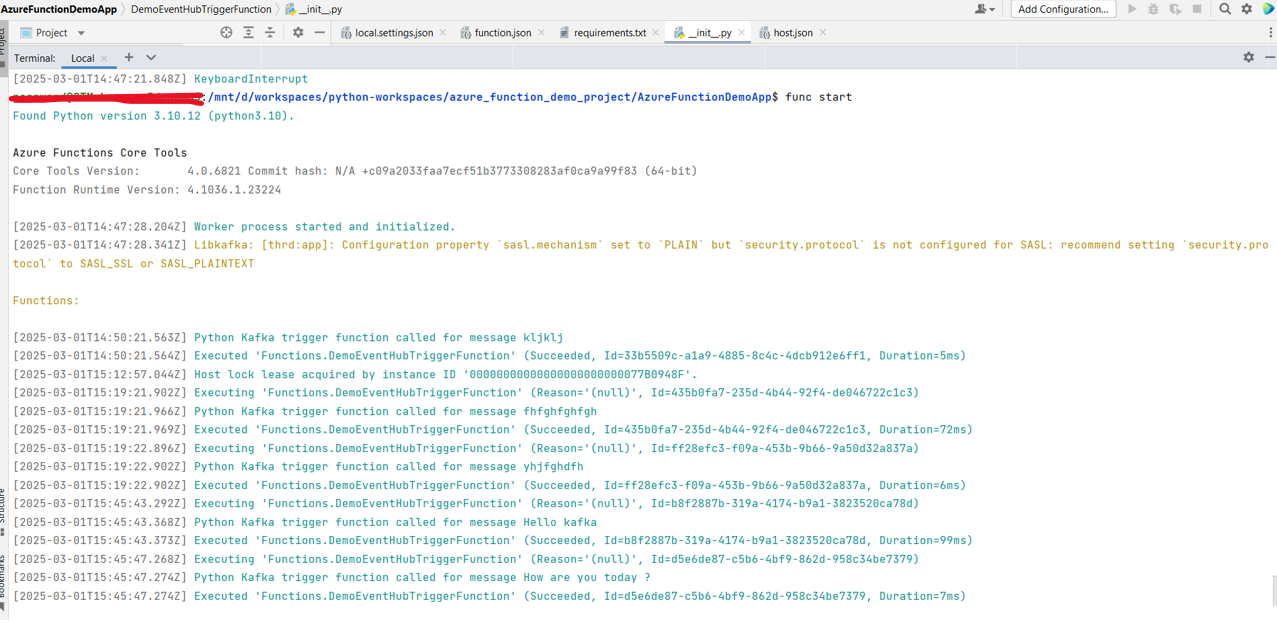 AzureFunctionDemoApp DemoEventHubTriggerFunction __init__.py Add Configuration...
Project local.settings.json function.json requirements.txt __init__.py host.json
Project
Terminal: Local
[2025-03-01T14:47:21.848Z] KeyboardInterrupt
:/mnt/d/workspaces/python-workspaces/azure_function_demo_project/AzureFunctionDemoApp$ func start
Found Python version 3.10.12 (python3.10).
Azure Functions Core Tools
Core Tools Version: 4.0.6821 Commit hash: N/A +c09a2033faa7ecf51b3773308283af0ca9a99f83 (64-bit)
Function Runtime Version: 4.1036.1.23224
[2025-03-01T14:47:28.204Z] Worker process started and initialized.
[2025-03-01T14:47:28.341Z] Libkafka: [thrd:app]: Configuration property `sasl.mechanism` set to `PLAIN` but `security.protocol` is not configured for SASL: recommend setting `security.pro
tocol` to SASL_SSL or SASL_PLAINTEXT
Functions:
[2025-03-01T14:50:21.563Z] Python Kafka trigger function called for message kljklj
[2025-03-01T14:50:21.564Z] Executed 'Functions.DemoEventHubTriggerFunction' (Succeeded, Id=33b5509c-a1a9-4885-8c4c-4dcb912e6ff1, Duration=5ms)
[2025-03-01T15:12:57.044Z] Host lock lease acquired by instance ID '00000000000000000000000077B0948F'.
[2025-03-01T15:19:21.902Z] Executing 'Functions.DemoEventHubTriggerFunction' (Reason='(null)', Id=435b0fa7-235d-4b44-92f4-de046722c1c3)
[2025-03-01T15:19:21.966Z] Python Kafka trigger function called for message fhfghfghfgh
[2025-03-01T15:19:21.969Z] Executed 'Functions.DemoEventHubTriggerFunction' (Succeeded, Id=435b0fa7-235d-4b44-92f4-de046722c1c3, Duration=72ms)
[2025-03-01T15:19:22.896Z] Executing 'Functions.DemoEventHubTriggerFunction' (Reason='(null)', Id=ff28efc3-f09a-453b-9b66-9a50d32a837a)
[2025-03-01T15:19:22.902Z] Python Kafka trigger function called for message yhjfghdfh
[2025-03-01T15:19:22.902Z] Executed 'Functions.DemoEventHubTriggerFunction' (Succeeded, Id=ff28efc3-f09a-453b-9b66-9a50d32a837a, Duration=6ms)
[2025-03-01T15:45:43.292Z] Executing 'Functions.DemoEventHubTriggerFunction' (Reason='(null)', Id=b8f2887b-319a-4174-b9a1-3823520ca78d)
[2025-03-01T15:45:43.368Z] Python Kafka trigger function called for message Hello kafka
[2025-03-01T15:45:43.373Z] Executed 'Functions.DemoEventHubTriggerFunction' (Succeeded, Id=b8f2887b-319a-4174-b9a1-3823520ca78d, Duration=99ms)
[2025-03-01T15:45:47.268Z] Executing 'Functions.DemoEventHubTriggerFunction' (Reason='(null)', Id=d5e6de87-c5b6-4bf9-862d-958c34be7379)
[2025-03-01T15:45:47.274Z] Python Kafka trigger function called for message How are you today ?
[2025-03-01T15:45:47.274Z] Executed 'Functions.DemoEventHubTriggerFunction' (Succeeded, Id=d5e6de87-c5b6-4bf9-862d-958c34be7379, Duration=7ms)
Structure
Bookmarks